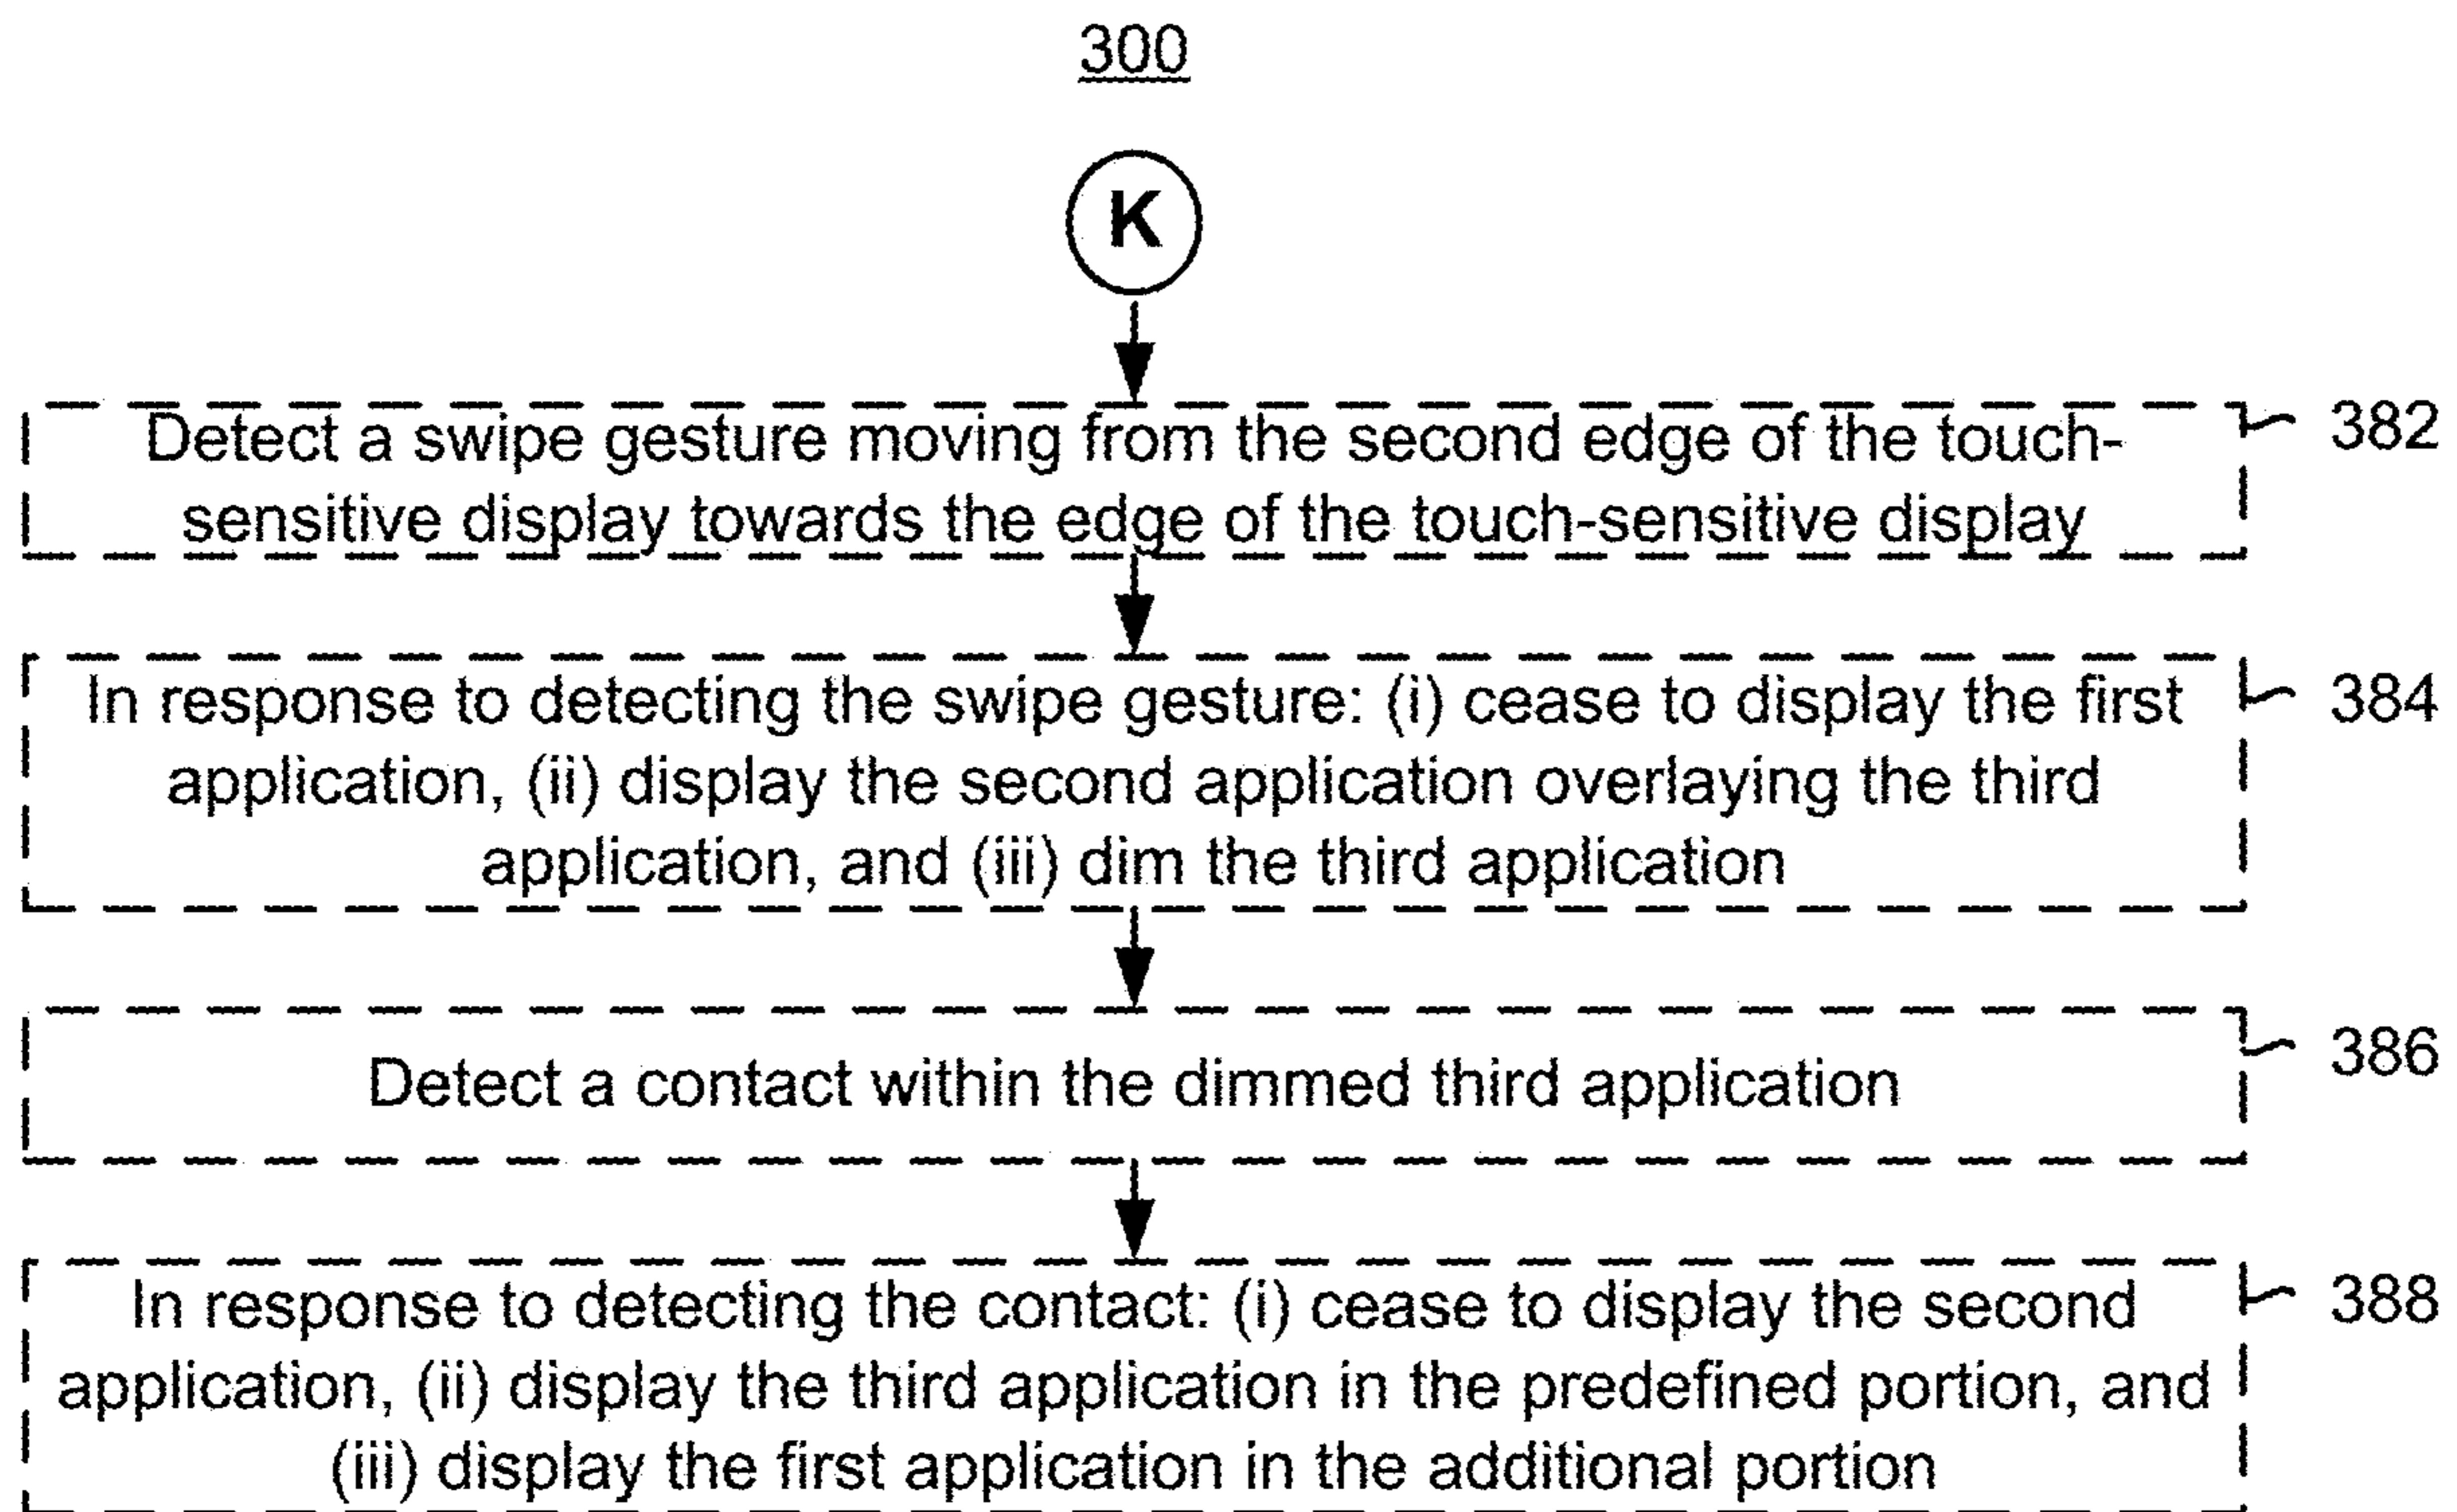 300
K
Detect a swipe gesture moving from the second edge of the touch-
382
sensitive display towards the edge of the touch-sensitive display
In response to detecting the swipe gesture: (i) cease to display the first
384
application, (ii) display the second application overlaying the third
application, and (iii) dim the third application
Detect a contact within the dimmed third application
386
In response to detecting the contact: (i) cease to display the second
388
application, (ii) display the third application in the predefined portion, and
(iii) display the first application in the additional portion